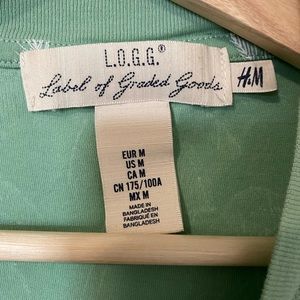 L.O.G.G.®
Label of Graded Goods
H&M
EUR M
US M
CA M
CN 175/100A
MX M
MADE IN
BANGLADESH
FABRIQUÉ EN
BANGLADESH